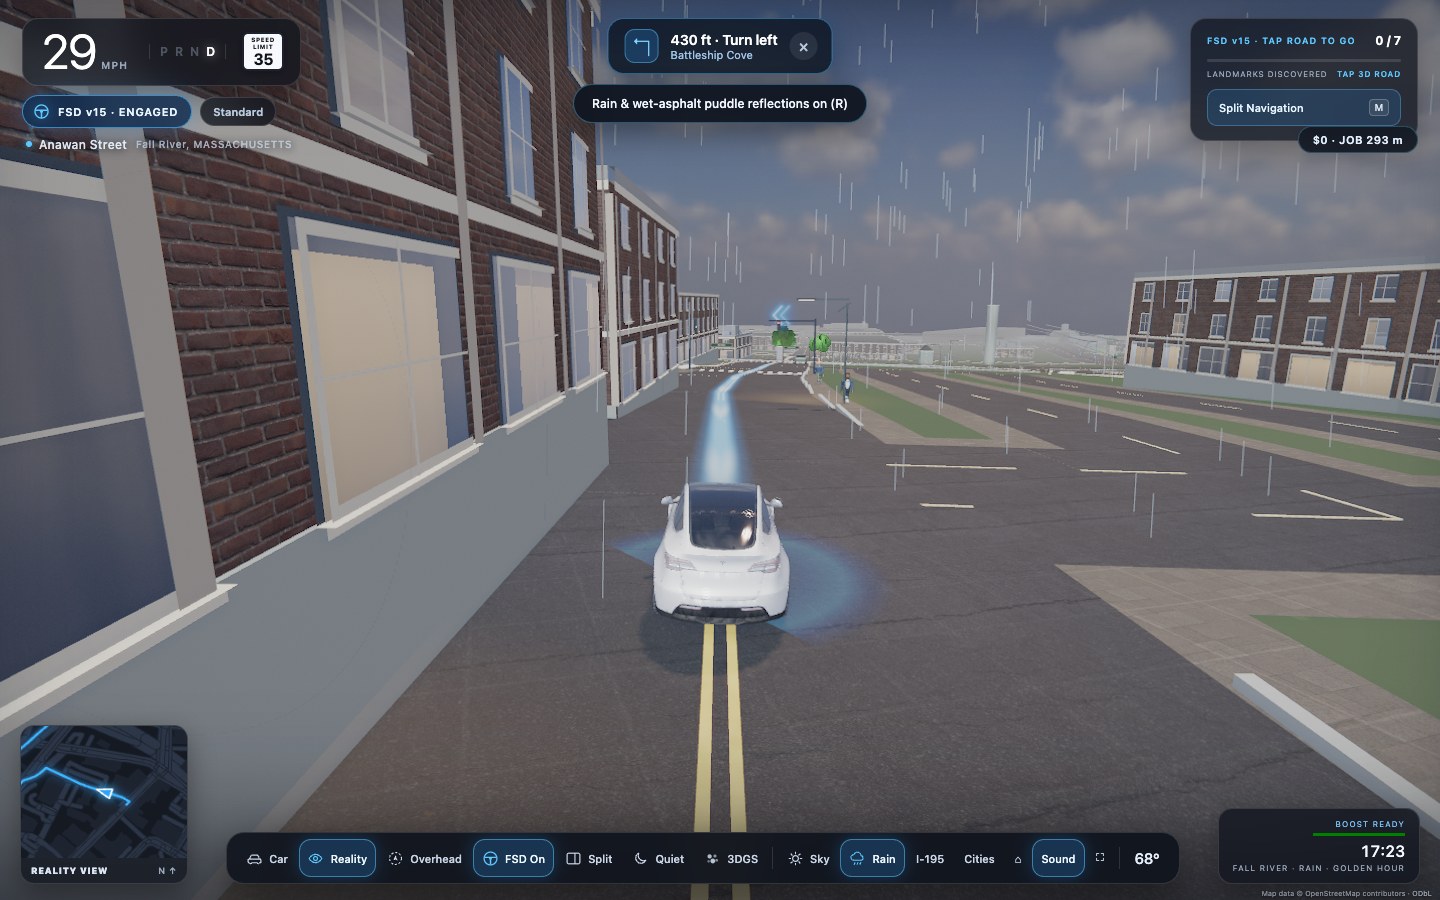 29 MPH
P R N D
SPEED
LIMIT
35
FSD v15 · ENGAGED
Standard
Anawan Street Fall River, MASSACHUSETTS
430 ft · Turn left
Battleship Cove
×
Rain & wet-asphalt puddle reflections on (R)
FSD v15 · TAP ROAD TO GO 0 / 7
LANDMARKS DISCOVERED TAP 3D ROAD
Split Navigation M
$0 · JOB 293 m
REALITY VIEW N ↑
Car
Reality
Overhead
FSD On
Split
Quiet
3DGS
Sky
Rain
I-195
Cities
Sound
68°
BOOST READY
17:23
FALL RIVER · RAIN · GOLDEN HOUR
Map data © OpenStreetMap contributors · ODbL